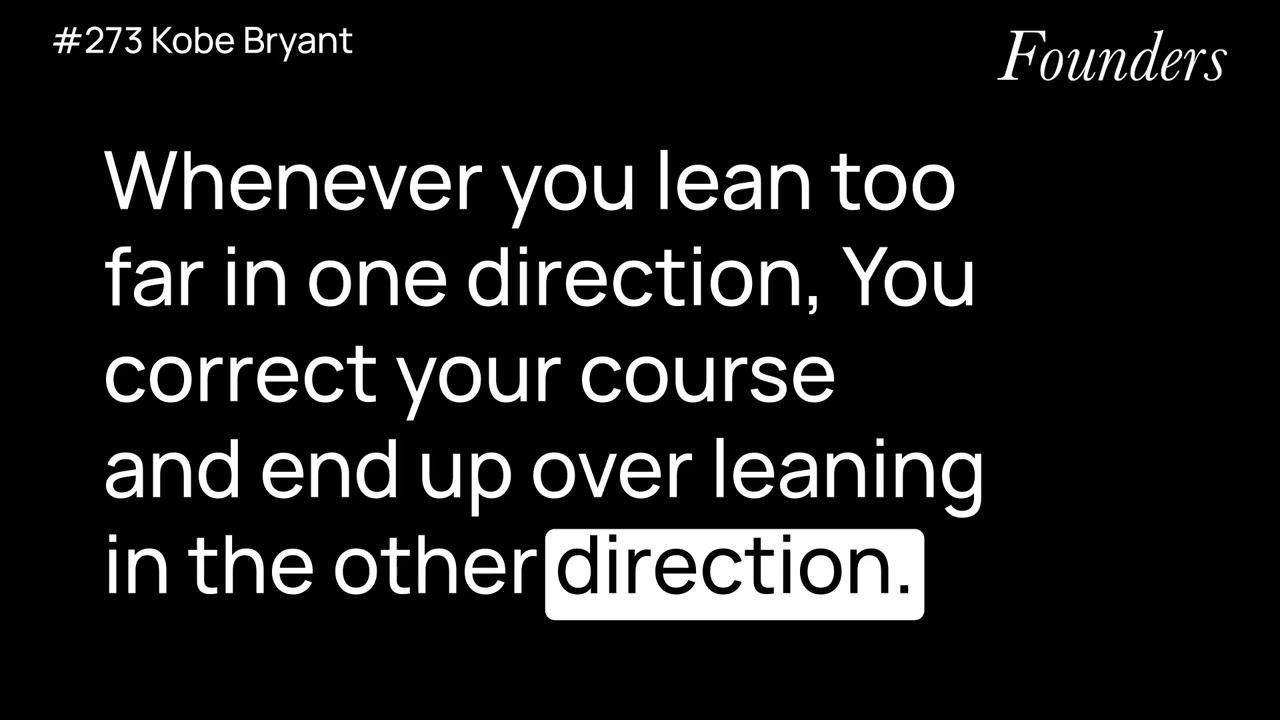 #273 Kobe Bryant
Founders
Whenever you lean too
far in one direction, You
correct your course
and end up over leaning
in the other direction.